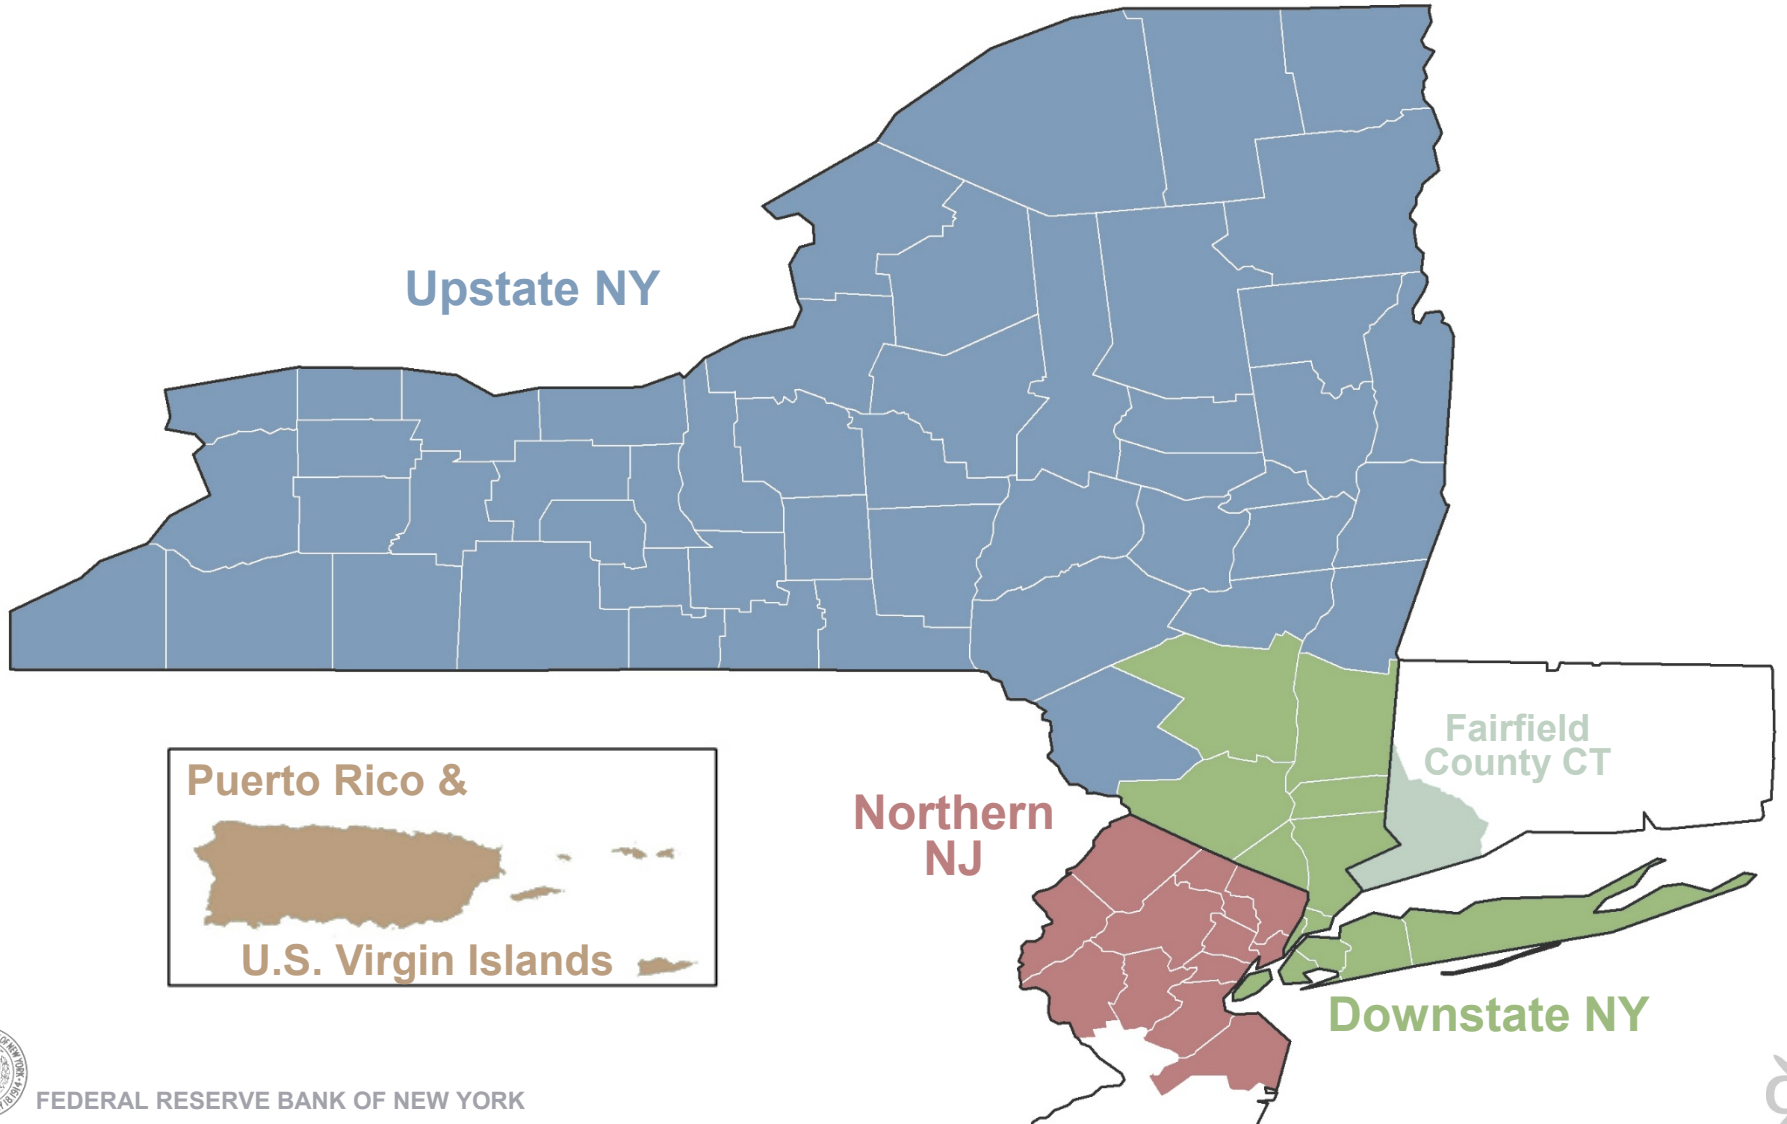 Upstate NY
Fairfield
County CT
Puerto Rico &
Northern
NJ
U.S. Virgin Islands
Downstate NY
FEDERAL RESERVE BANK OF NEW YORK